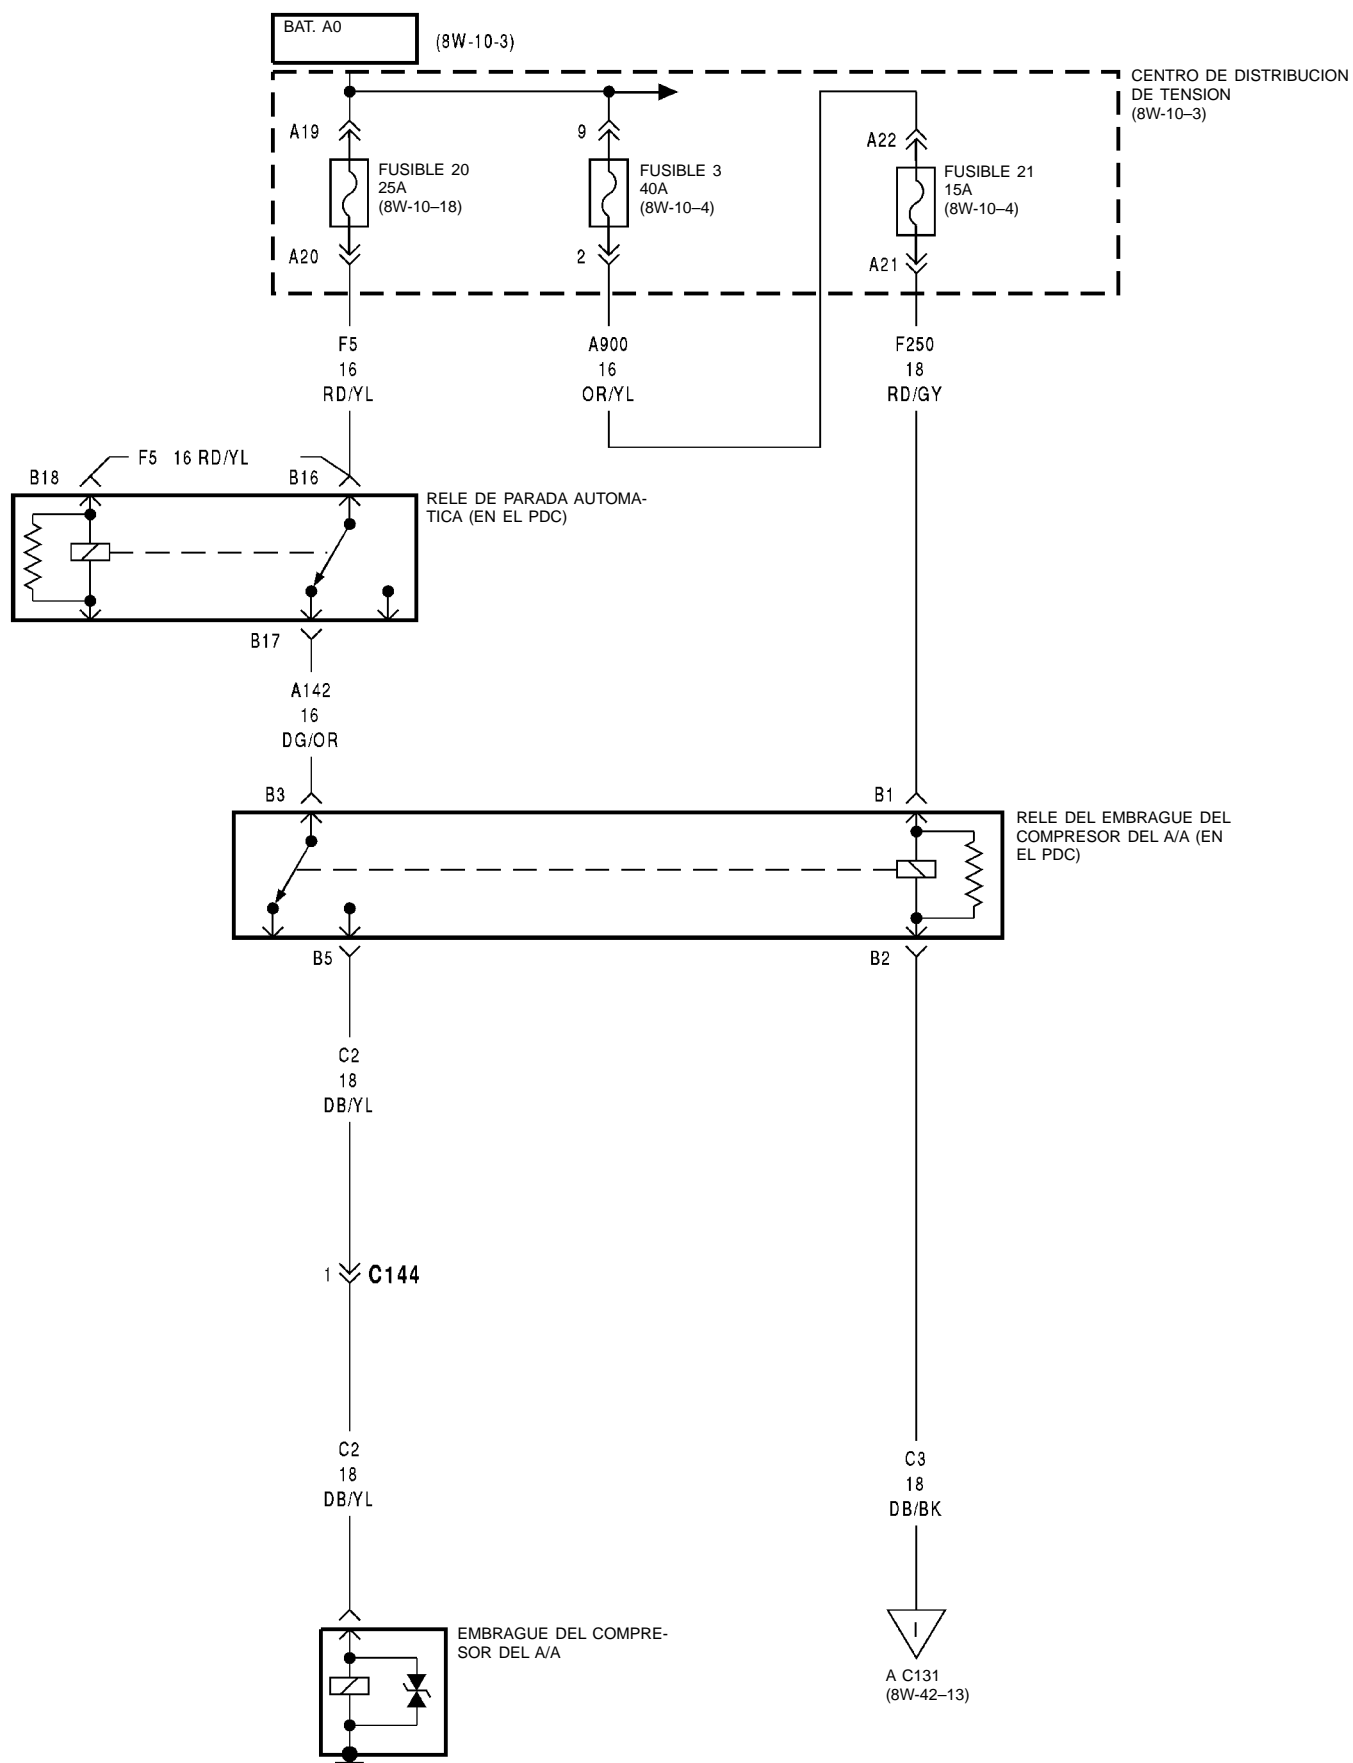 BAT. A0
(8W-10-3)
CENTRO DE DISTRIBUCION
DE TENSION
(8W-10–3)
A19
9
A22
FUSIBLE 20
25A
(8W-10–18)
FUSIBLE 3
40A
(8W-10–4)
FUSIBLE 21
15A
(8W-10–4)
A20
2
A21
F5
16
RD/YL
A900
16
OR/YL
F250
18
RD/GY
F5 16 RD/YL
B18
B16
RELE DE PARADA AUTOMA-
TICA (EN EL PDC)
B17
A142
16
DG/OR
B3
B1
RELE DEL EMBRAGUE DEL
COMPRESOR DEL A/A (EN
EL PDC)
B5
B2
C2
18
DB/YL
1
C144
C2
18
DB/YL
C3
18
DB/BK
EMBRAGUE DEL COMPRE-
SOR DEL A/A
I
A C131
(8W-42–13)